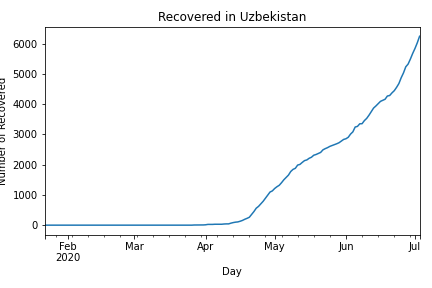 Recovered in Uzbekistan
Number of Recovered
6000
5000
4000
3000
2000
1000
0
Feb Mar Apr May Jun Jul
2020
Day